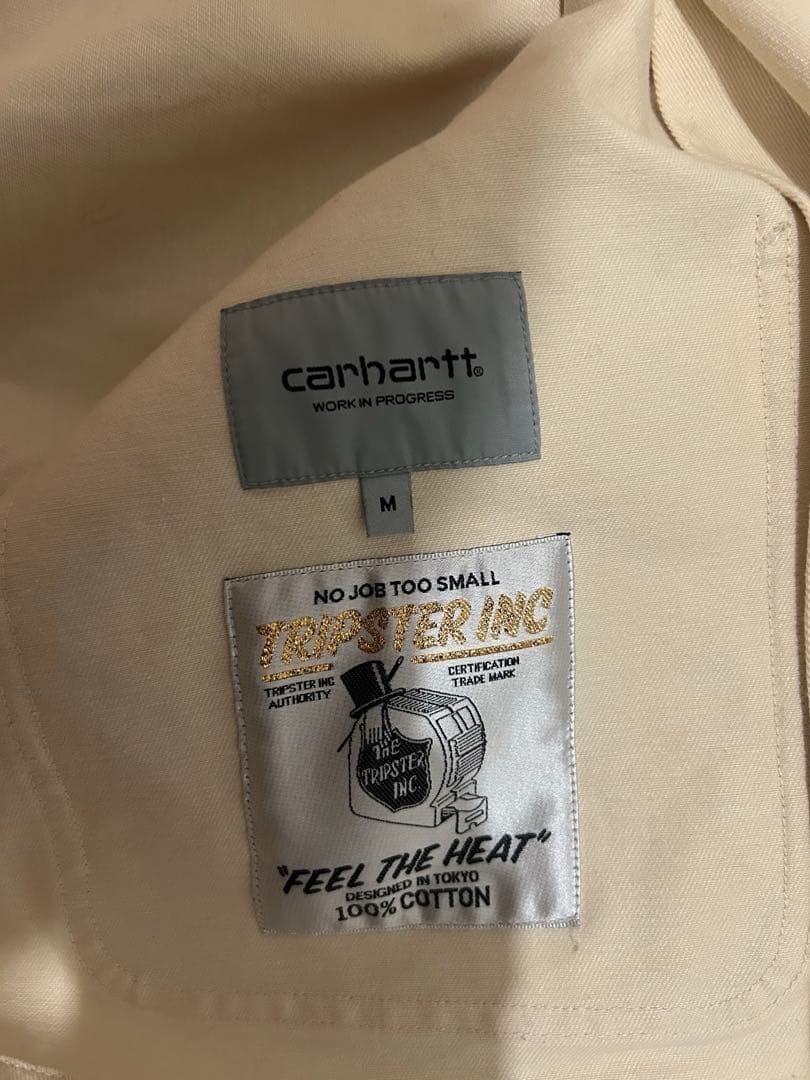 carhartt®
WORK IN PROGRESS
M
NO JOB TOO SMALL
TRIPSTER INC
TRIPSTER INC
AUTHORITY
CERTIFICATION
TRADE MARK
THE
TRIPSTER
INC.
"FEEL THE HEAT"
DESIGNED IN TOKYO
100% COTTON